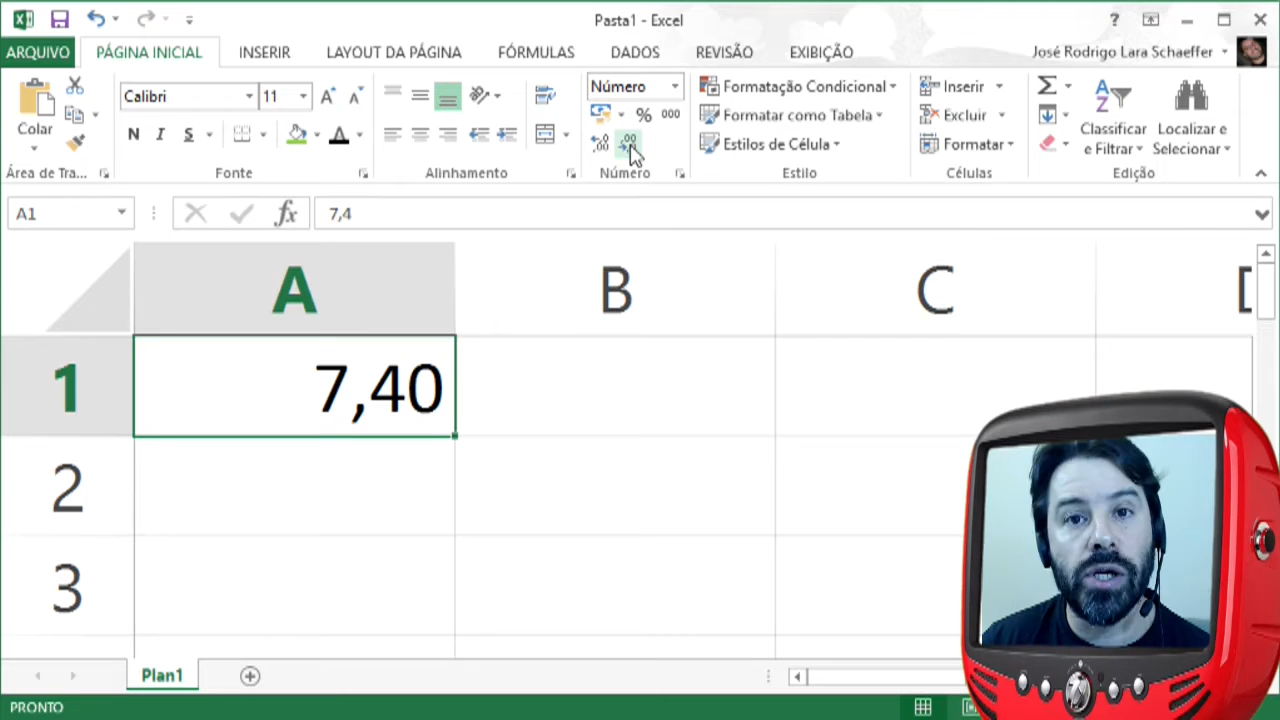 Pasta1 - Excel
ARQUIVO PÁGINA INICIAL INSERIR LAYOUT DA PÁGINA FÓRMULAS DADOS REVISÃO EXIBIÇÃO José Rodrigo Lara Schaeffer
Colar
Calibri 11
N I S
Número
% 000
Formatação Condicional
Formatar como Tabela
Estilos de Célula
Inserir
Excluir
Formatar
Classificar
e Filtrar
Localizar e
Selecionar
Área de Tra... Fonte Alinhamento Número Estilo Células Edição
A1 fx 7,4
A B C D
1 7,40
2
3
Plan1
PRONTO